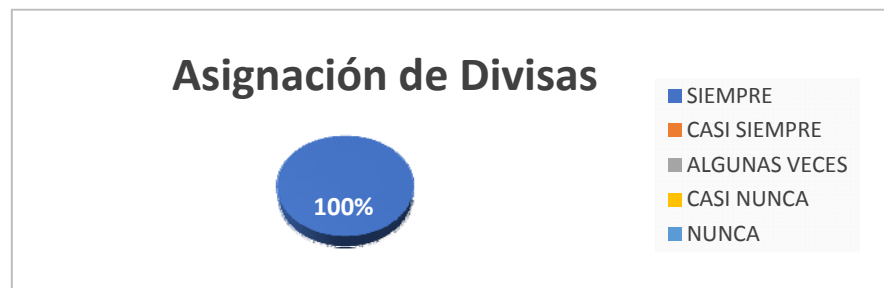 Asignación de Divisas
100%
SIEMPRE
CASI SIEMPRE
ALGUNAS VECES
CASI NUNCA
NUNCA